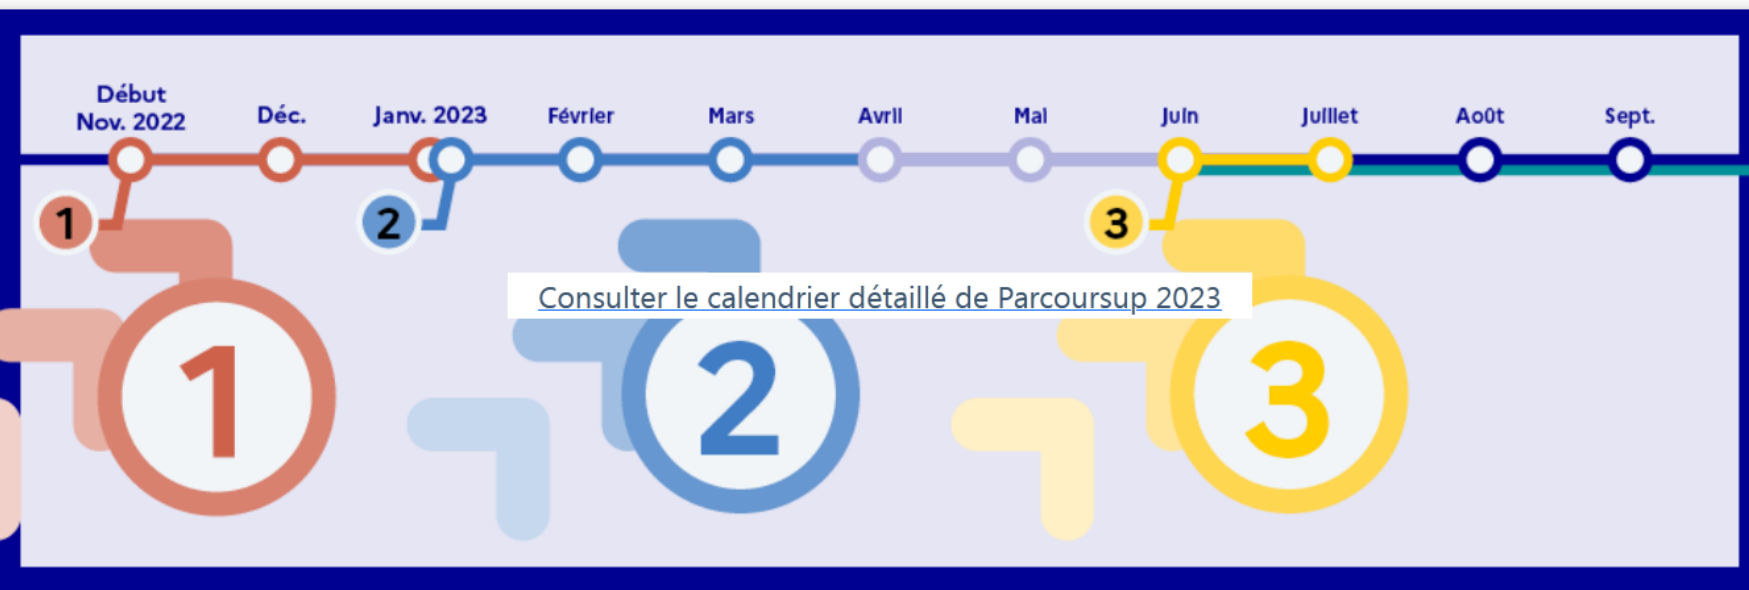 Début
Nov. 2022
Déc.
Janv. 2023
Février
Mars
Avril
Mai
Juin
Juillet
Août
Sept.
1
2
3
Consulter le calendrier détaillé de Parcoursup 2023
1
2
3